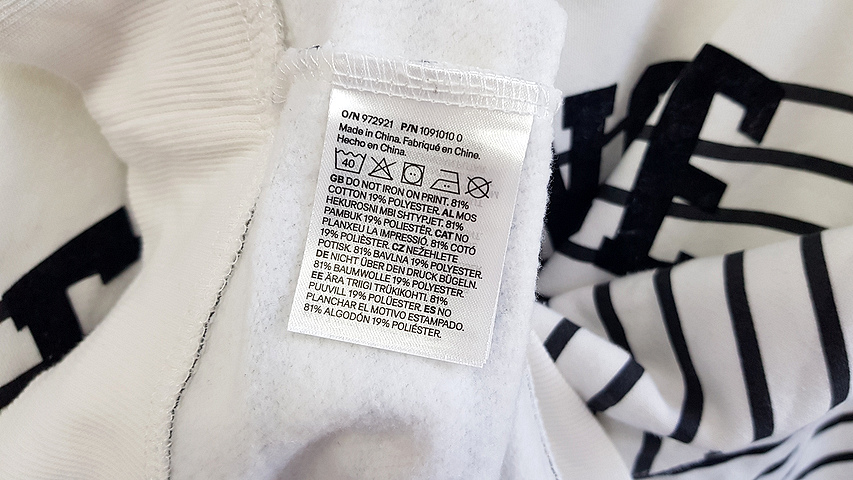 O/N 972921 P/N 1091010 0
Made in China. Fabriqué en Chine.
Hecho en China.
40
GB DO NOT IRON ON PRINT. 81%
COTTON 19% POLYESTER. AL MOS
HEKUROSNI MBI SHTYPJET. 81%
PAMBUK 19% POLIESTËR. CAT NO
PLANXEU LA IMPRESSIÓ. 81% COTÓ
19% POLIÈSTER. CZ NEŽEHLETE
POTISK. 81% BAVLNA 19% POLYESTER.
DE NICHT ÜBER DEN DRUCK BÜGELN.
81% BAUMWOLLE 19% POLYESTER.
EE ÄRA TRIIGI TRÜKIKOHTI. 81%
PUUVILL 19% POLÜESTER. ES NO
PLANCHAR EL MOTIVO ESTAMPADO.
81% ALGODÓN 19% POLIÉSTER.